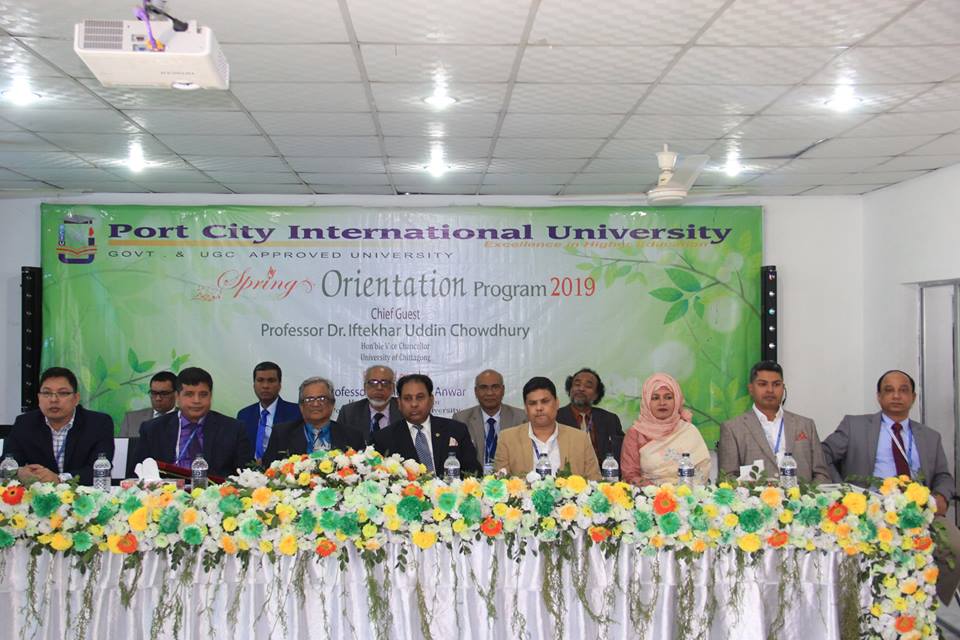 Port City International University
Excellence in Higher Education
GOVT . & UGC APPROVED UNIVERSITY
Spring Orientation Program 2019
Chief Guest
Professor Dr. Iftekhar Uddin Chowdhury
Hon'ble Vice Chancellor
University of Chittagong
Anwar